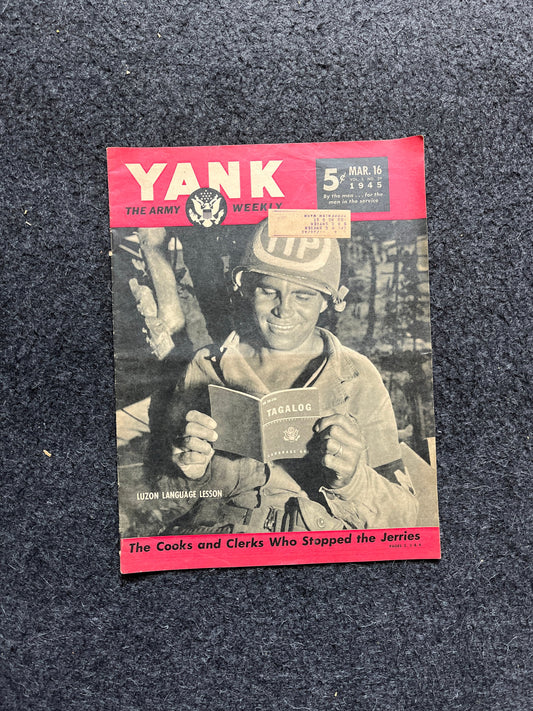 YANK
THE ARMY WEEKLY
5¢
MAR. 16
1945
By the men . . . for the
men in the service
MP
TAGALOG
LUZON LANGUAGE LESSON
The Cooks and Clerks Who Stopped the Jerries